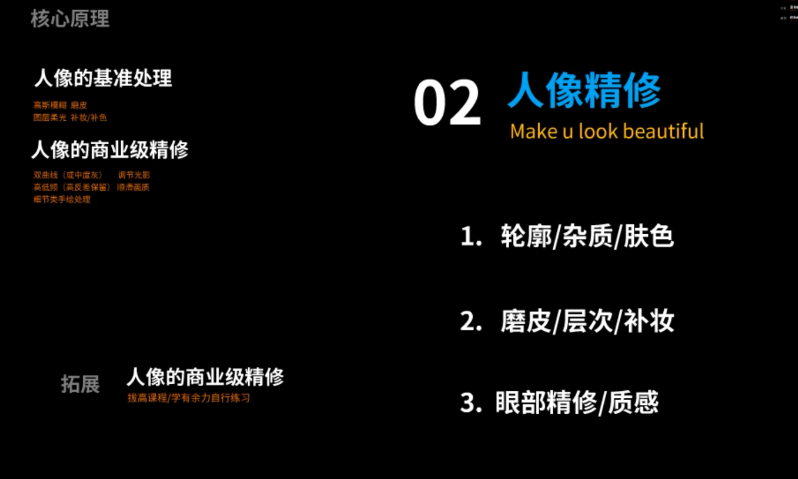 核心原理
人像的基准处理
高斯模糊 磨皮
图层柔光 补妆/补色
人像的商业级精修
双曲线（或中度灰） 调节光影
高低频（高反差保留） 顺滑画质
细节类手绘处理
拓展
人像的商业级精修
拔高课程/学有余力自行练习
02
人像精修
Make u look beautiful
1. 轮廓/杂质/肤色
2. 磨皮/层次/补妆
3. 眼部精修/质感